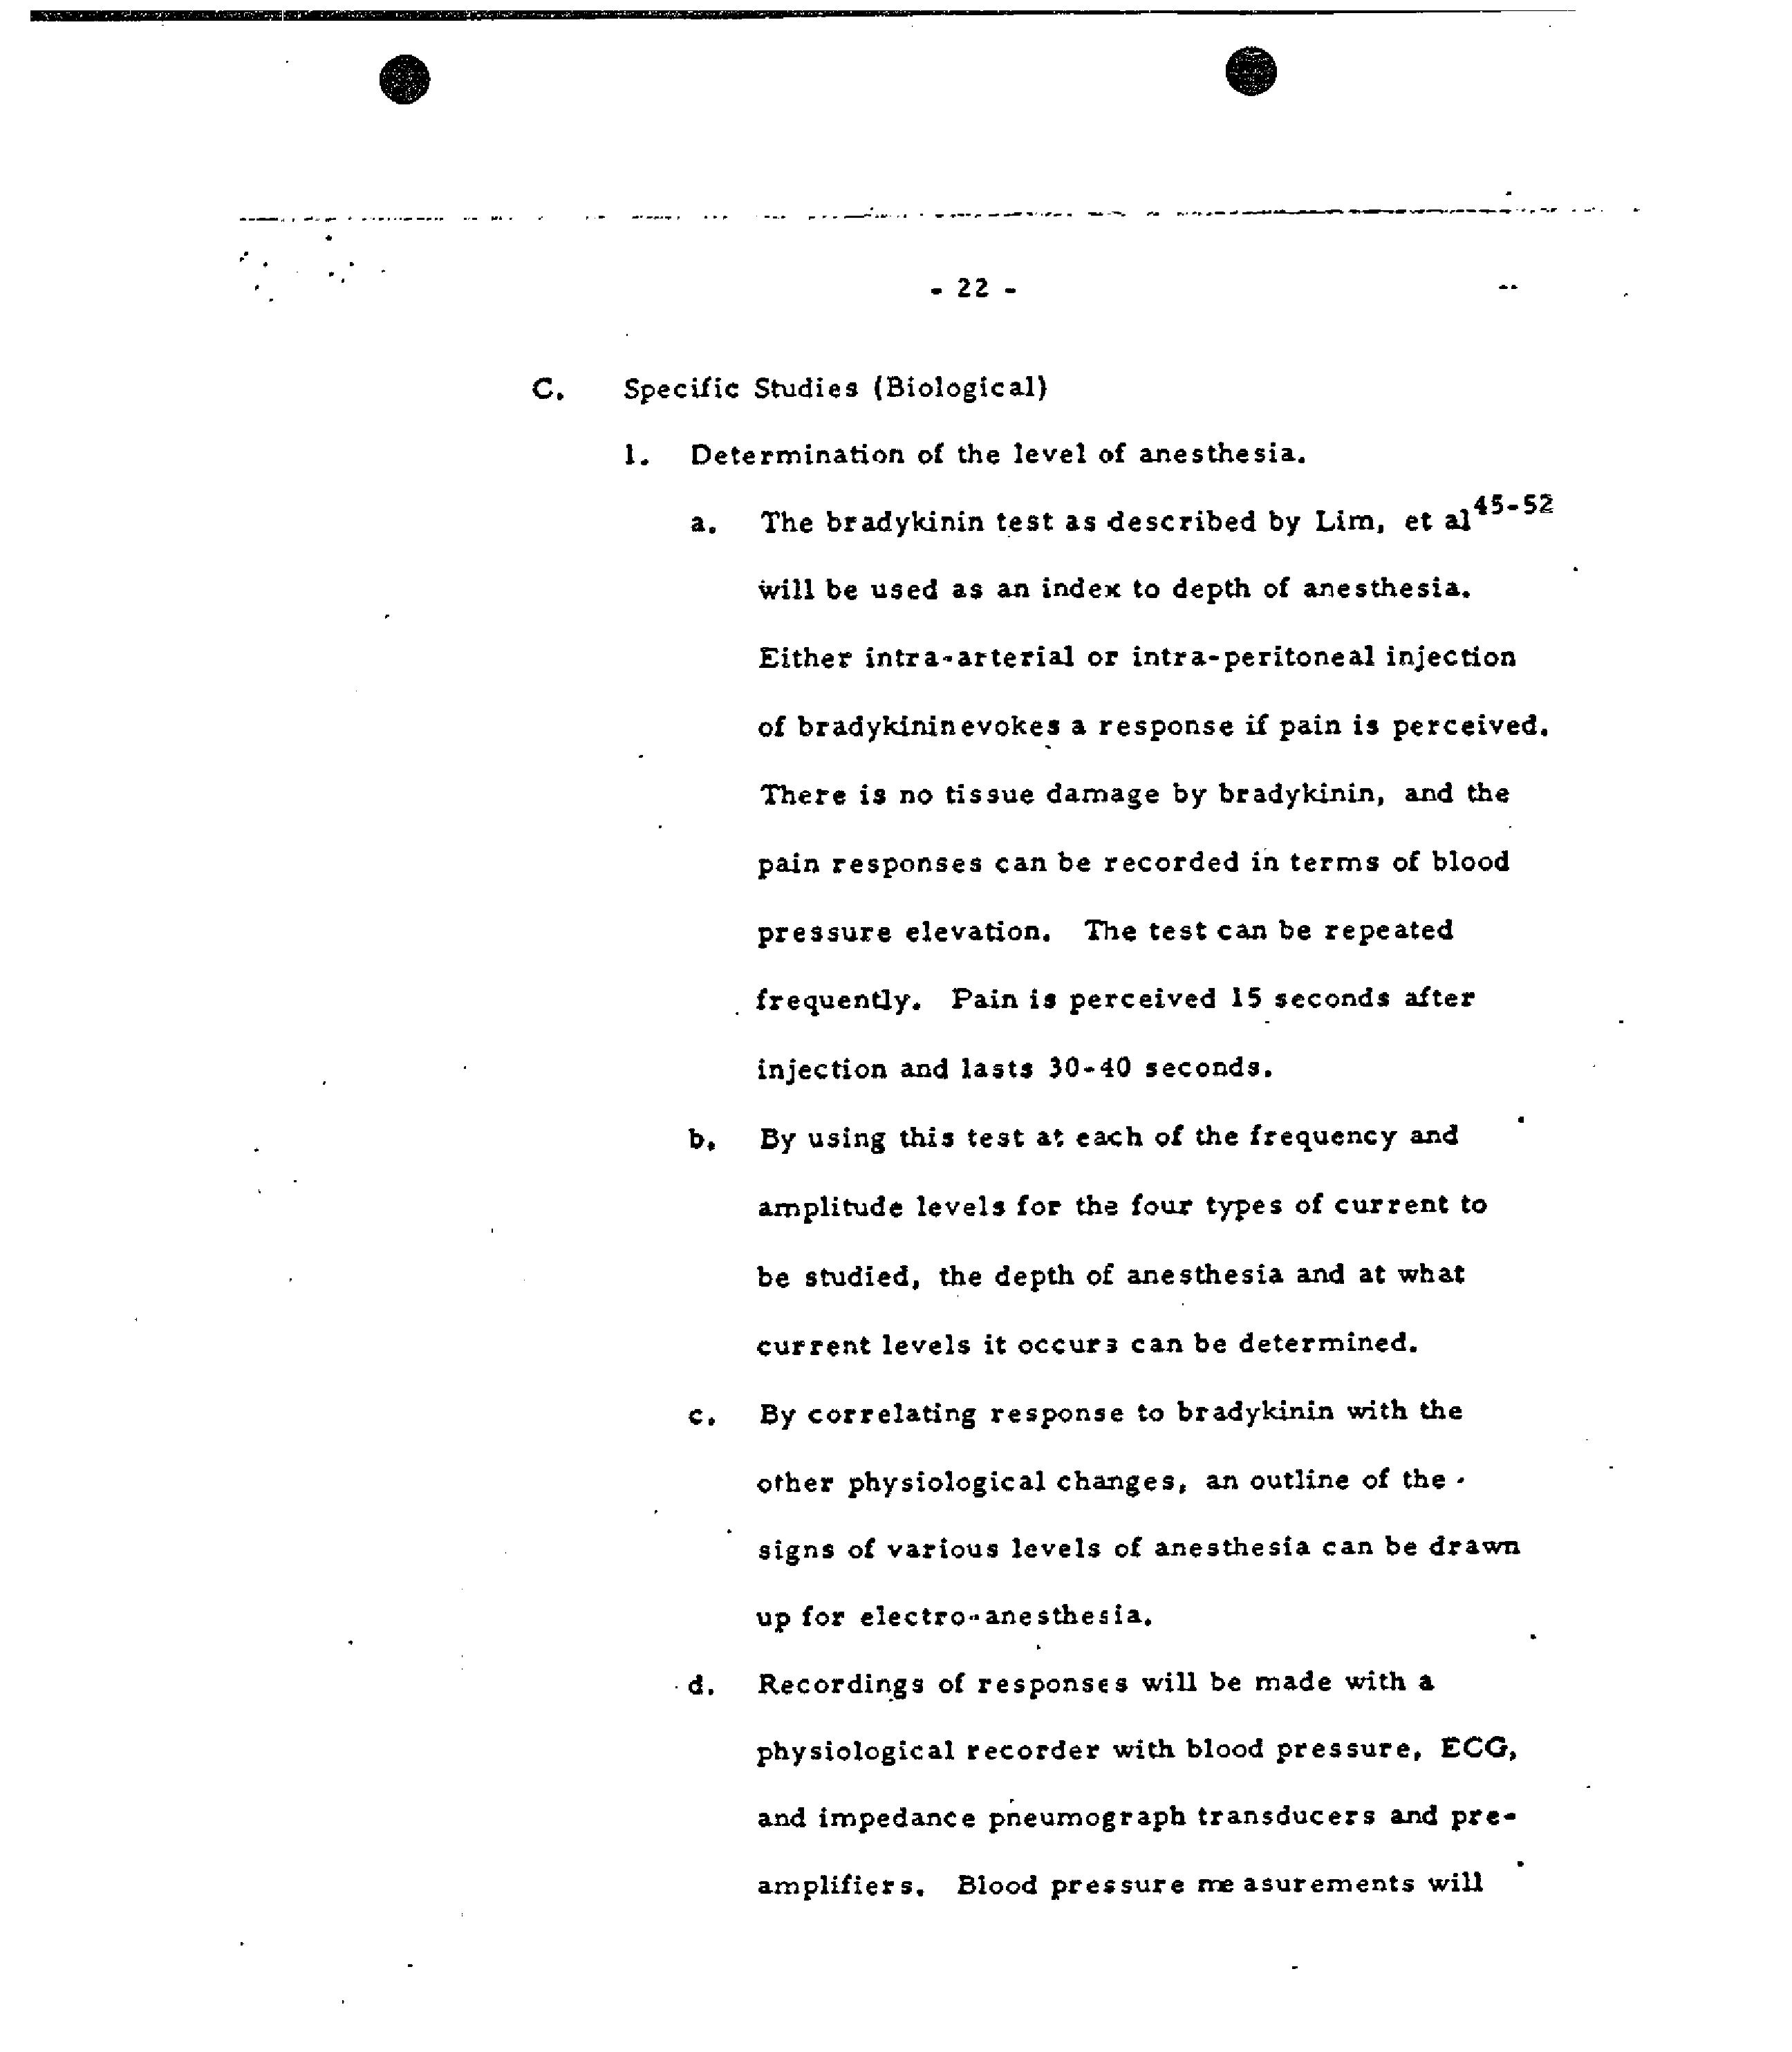 - 22 -
C. Specific Studies (Biological)
1. Determination of the level of anesthesia.
a. The bradykinin test as described by Lim, et al45-52
will be used as an index to depth of anesthesia.
Either intra-arterial or intra-peritoneal injection
of bradykininevokes a response if pain is perceived.
There is no tissue damage by bradykinin, and the
pain responses can be recorded in terms of blood
pressure elevation. The test can be repeated
frequently. Pain is perceived 15 seconds after
injection and lasts 30-40 seconds.
b. By using this test at each of the frequency and
amplitude levels for the four types of current to
be studied, the depth of anesthesia and at what
current levels it occurs can be determined.
c. By correlating response to bradykinin with the
other physiological changes, an outline of the
signs of various levels of anesthesia can be drawn
up for electro-anesthesia.
d. Recordings of responses will be made with a
physiological recorder with blood pressure, ECG,
and impedance pneumograph transducers and pre-
amplifiers. Blood pressure me asurements will